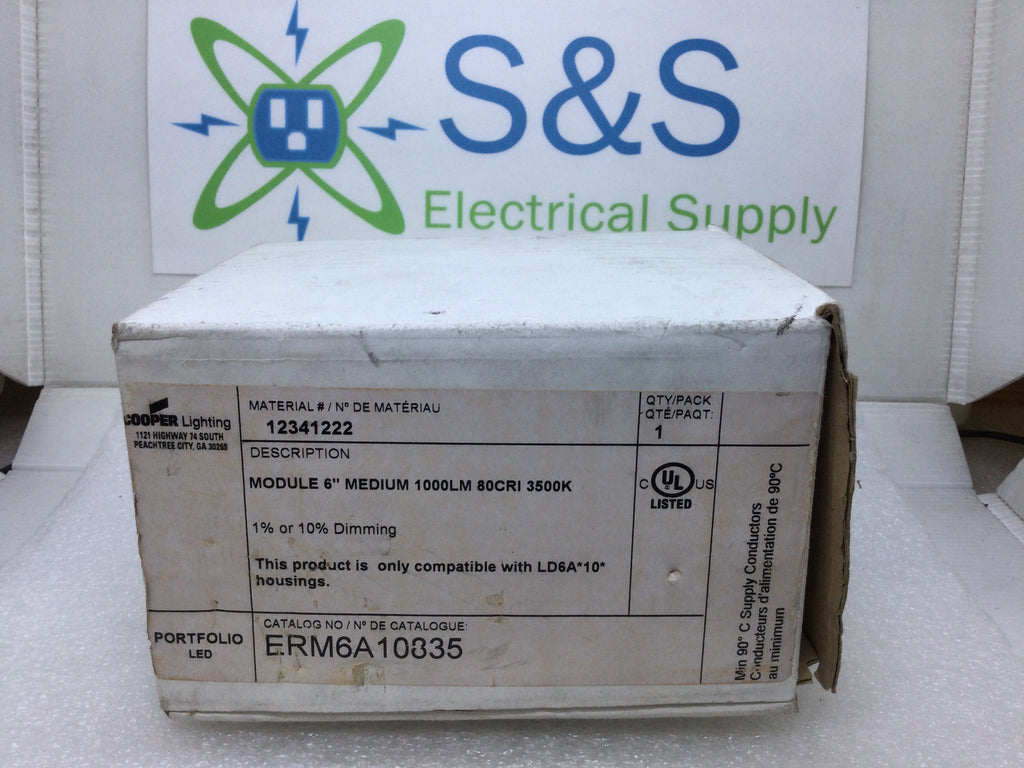 S&S
Electrical Supply
COOPER Lighting
1121 HIGHWAY 74 SOUTH
PEACHTREE CITY, GA 30269
MATERIAL # / Nº DE MATÉRIAU
12341222
QTY/PACK
QTÉ/PAQT:
1
DESCRIPTION
MODULE 6" MEDIUM 1000LM 80CRI 3500K
1% or 10% Dimming
This product is only compatible with LD6A*10*
housings.
C UL US
LISTED
Min 90° C Supply Conductors
Conducteurs d'alimentation de 90ºC
au minimum
PORTFOLIO
LED
CATALOG NO / Nº DE CATALOGUE:
ERM6A10835